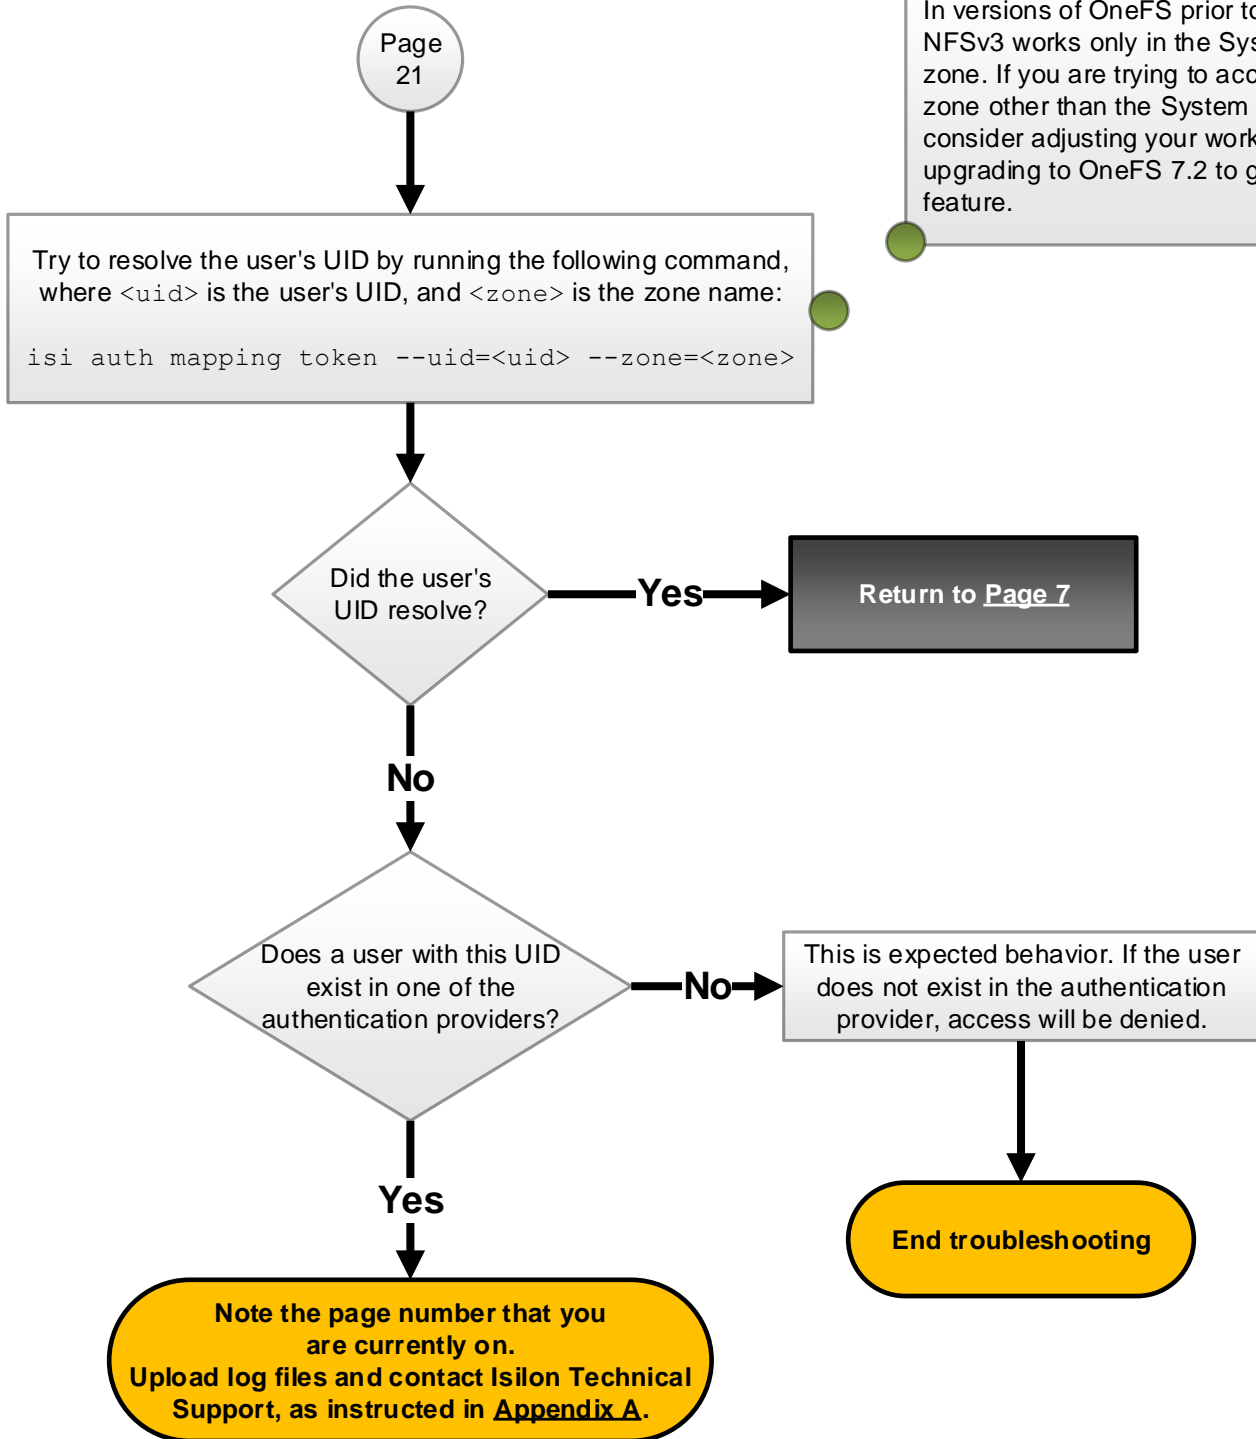 Page
21
In versions of OneFS prior to
NFSv3 works only in the
zone. If you are trying to
zone other than the System
consider adjusting your
upgrading to OneFS 7.2 to
feature.
Try to resolve the user's UID by running the following command,
where <uid> is the user's UID, and <zone> is the zone name:
isi auth mapping token --uid=<uid> --zone=<zone>
Did the user's
UID resolve?
Yes
Return to Page 7
No
Does a user with this UID
exist in one of the
authentication providers?
No
This is expected behavior. If the user
does not exist in the authentication
provider, access will be denied.
Yes
End troubleshooting
Note the page number that you
are currently on.
Upload log files and contact Isilon Technical
Support, as instructed in Appendix A.